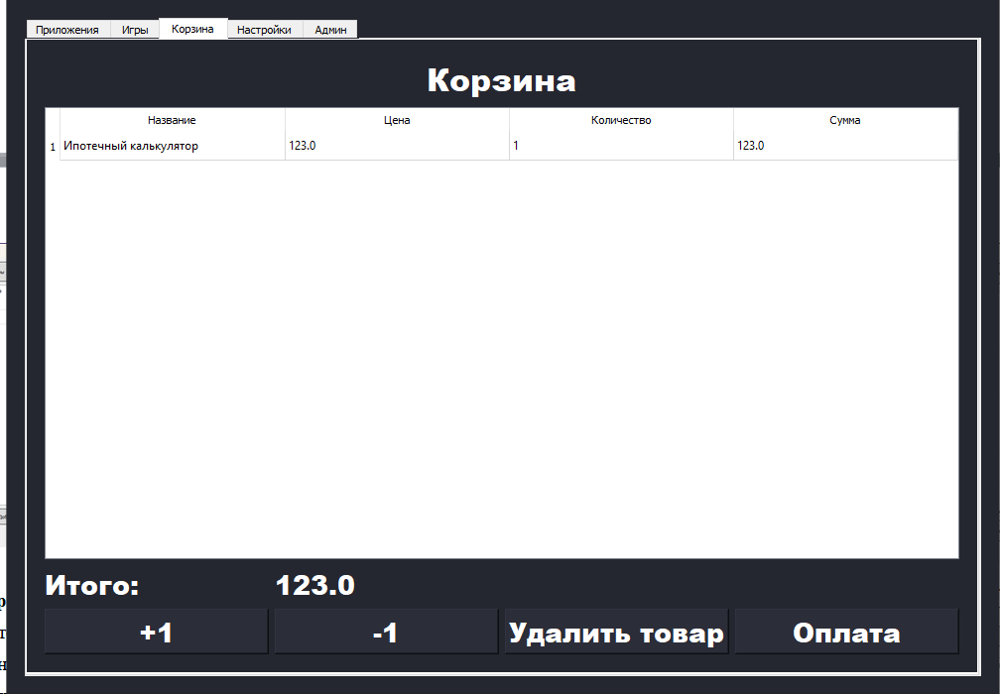 Приложения Игры Корзина Настройки Админ
Корзина
Название Цена Количество Сумма
1 Ипотечный калькулятор 123.0 1 123.0
Итого: 123.0
+1 -1 Удалить товар Оплата